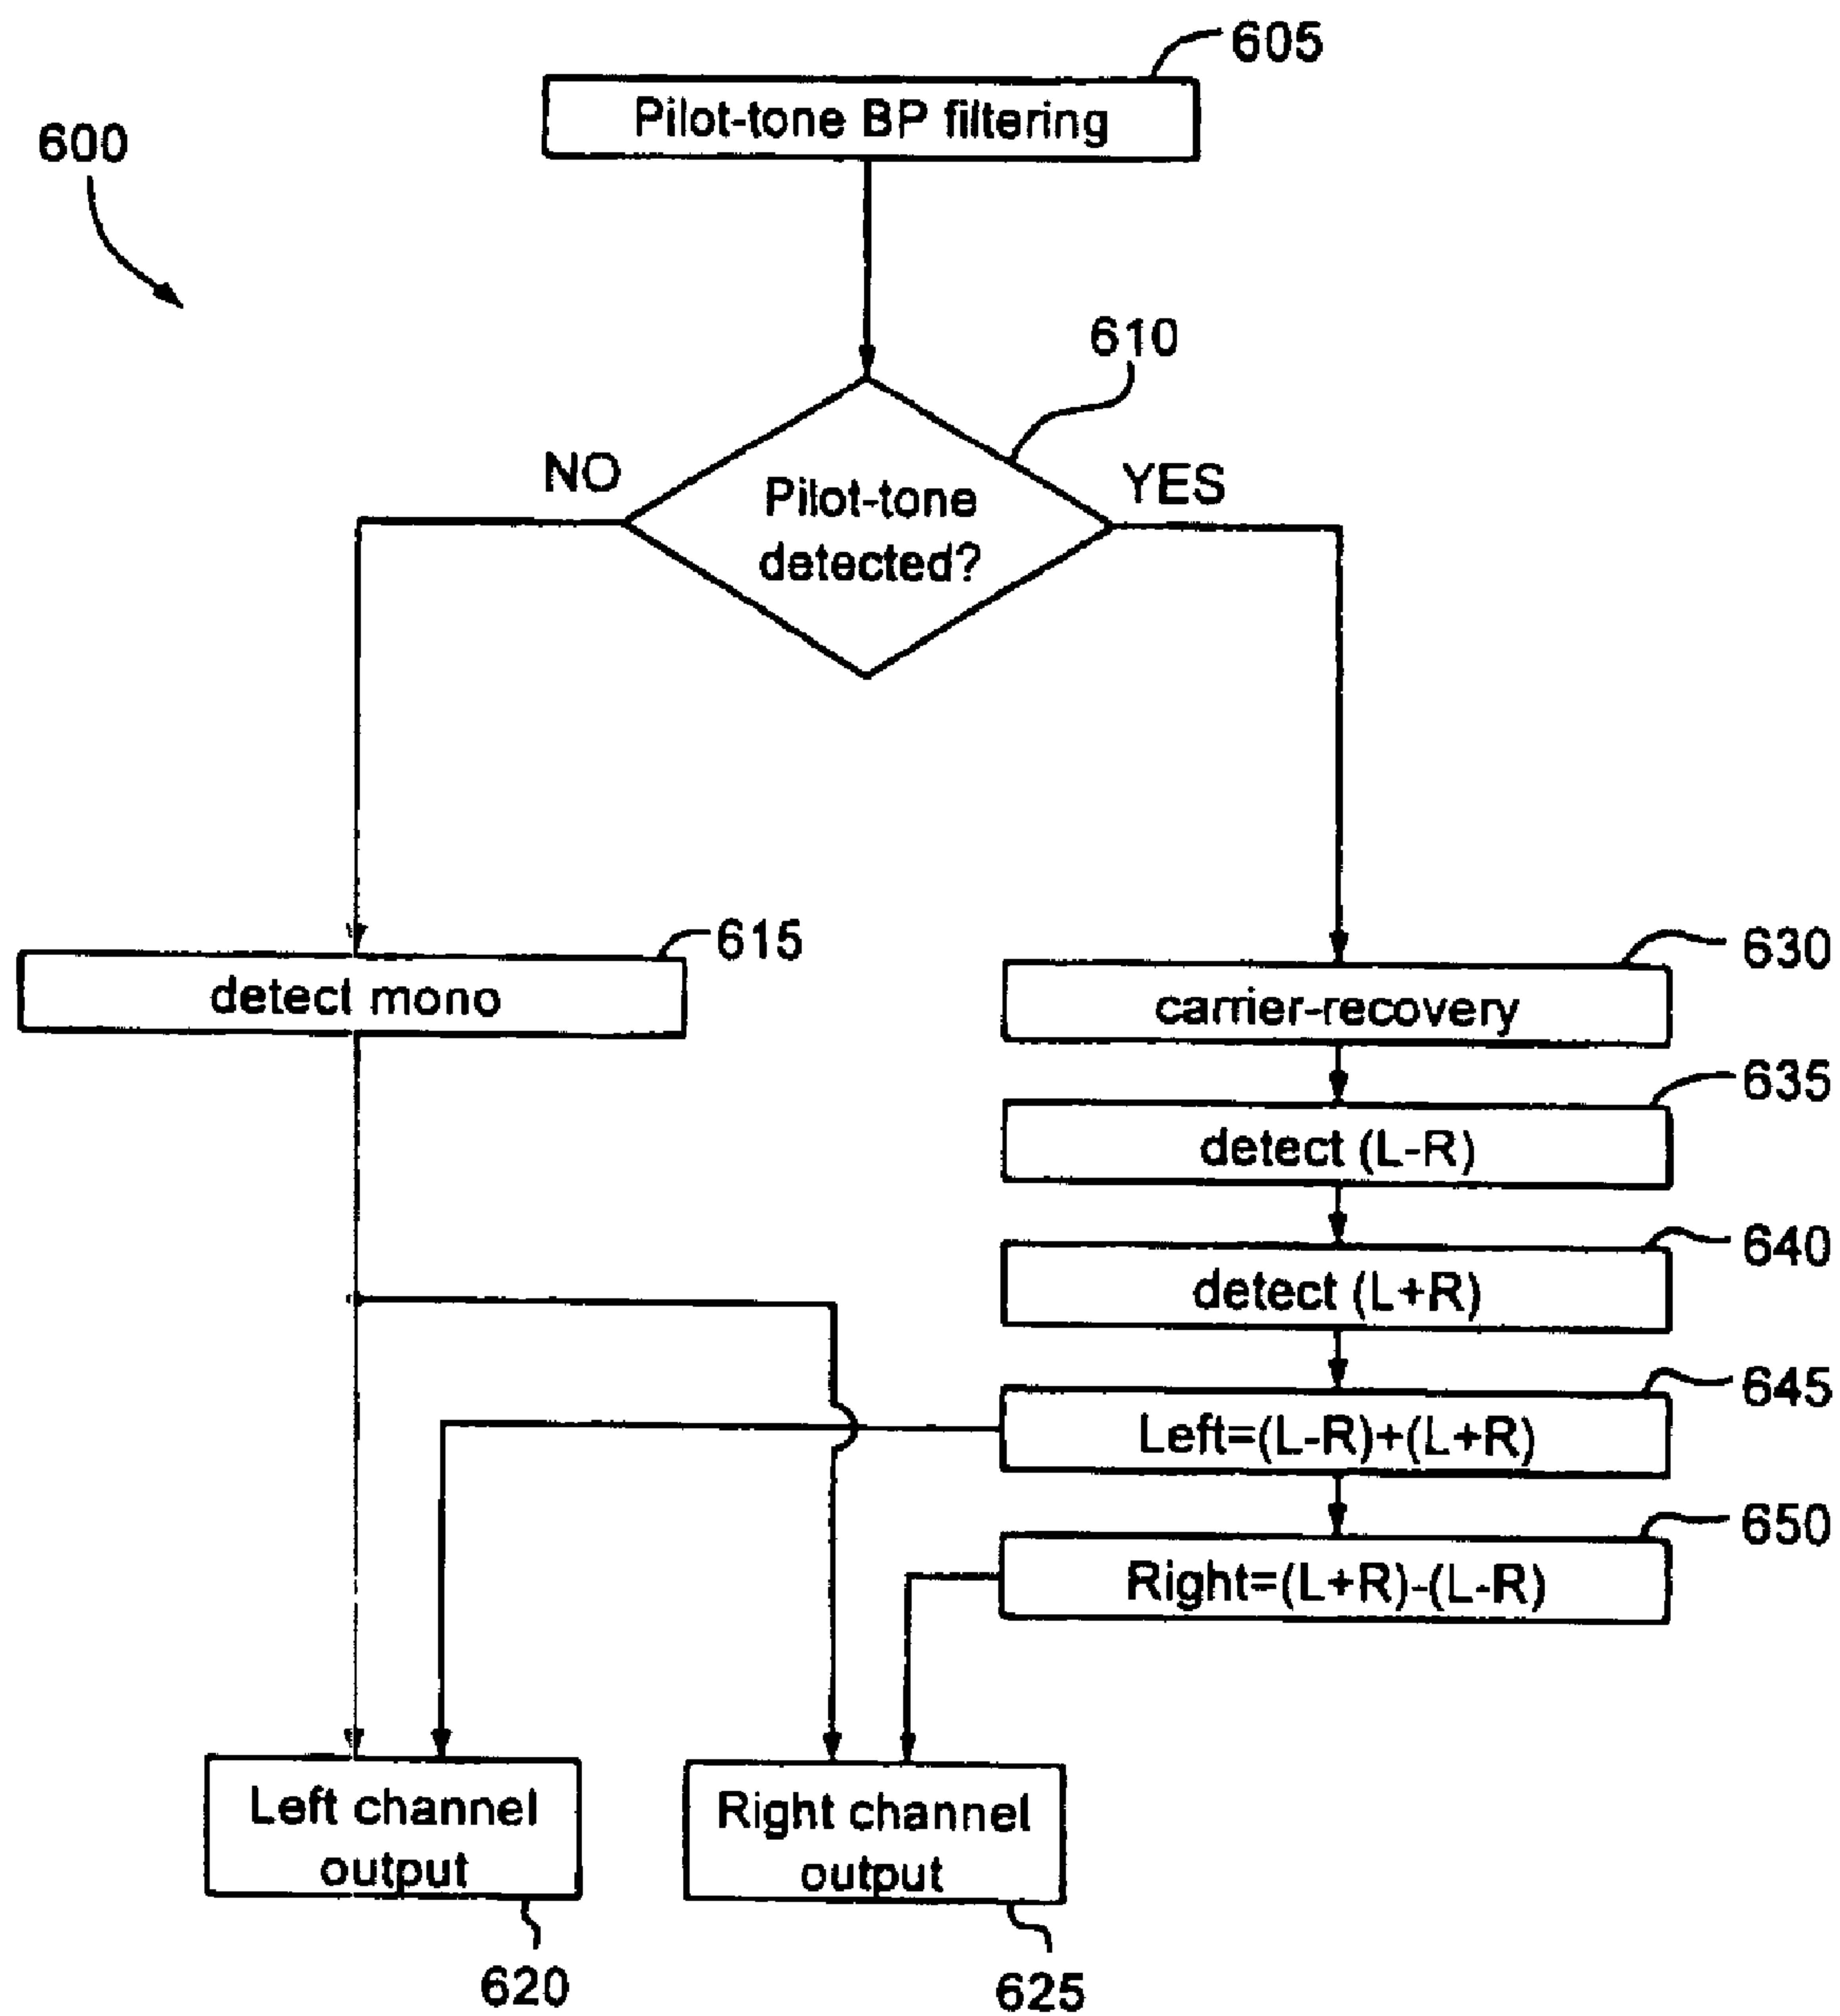 605
Pilot-tone BP filtering
600
610
NO
YES
Pilot-tone
detected?
615
detect mono
630
carrier-recovery
635
detect (L-R)
640
detect (L+R)
645
Left=(L-R)+(L+R)
650
Right=(L+R)-(L-R)
Left channel
output
Right channel
output
620
625